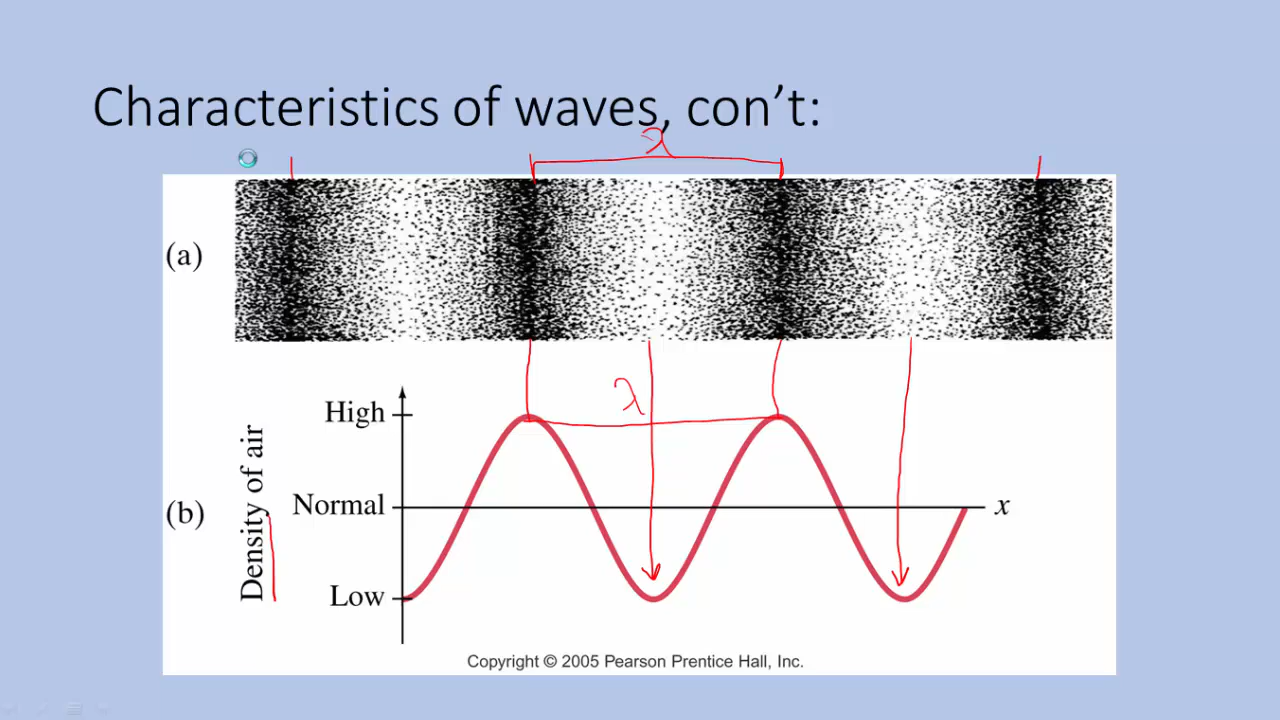 Characteristics of waves, con’t:
λ
(a)
λ
High
Density of air
(b)
Normal
x
Low
Copyright © 2005 Pearson Prentice Hall, Inc.